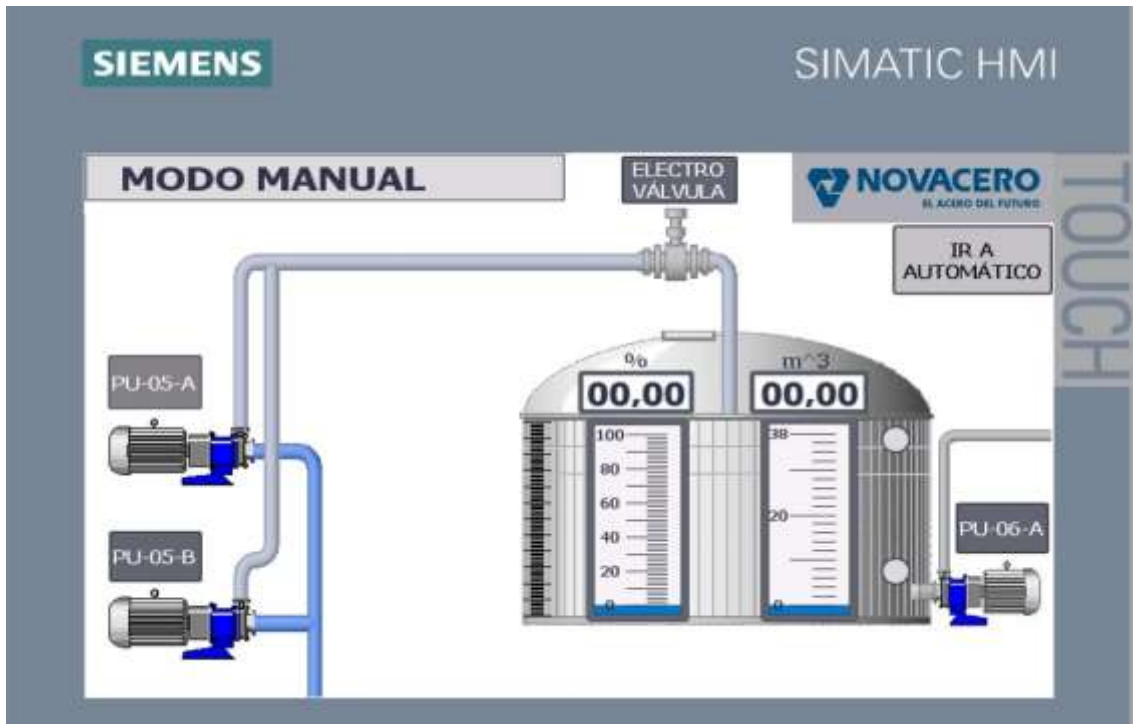 SIEMENS
SIMATIC HMI
TOUCH
MODO MANUAL
ELECTRO
VÁLVULA
NOVACERO
EL ACERO DEL FUTURO
IR A
AUTOMÁTICO
PU-05-A
PU-05-B
%
00,00
100
80
60
40
20
0
m^3
00,00
38
20
0
PU-06-A